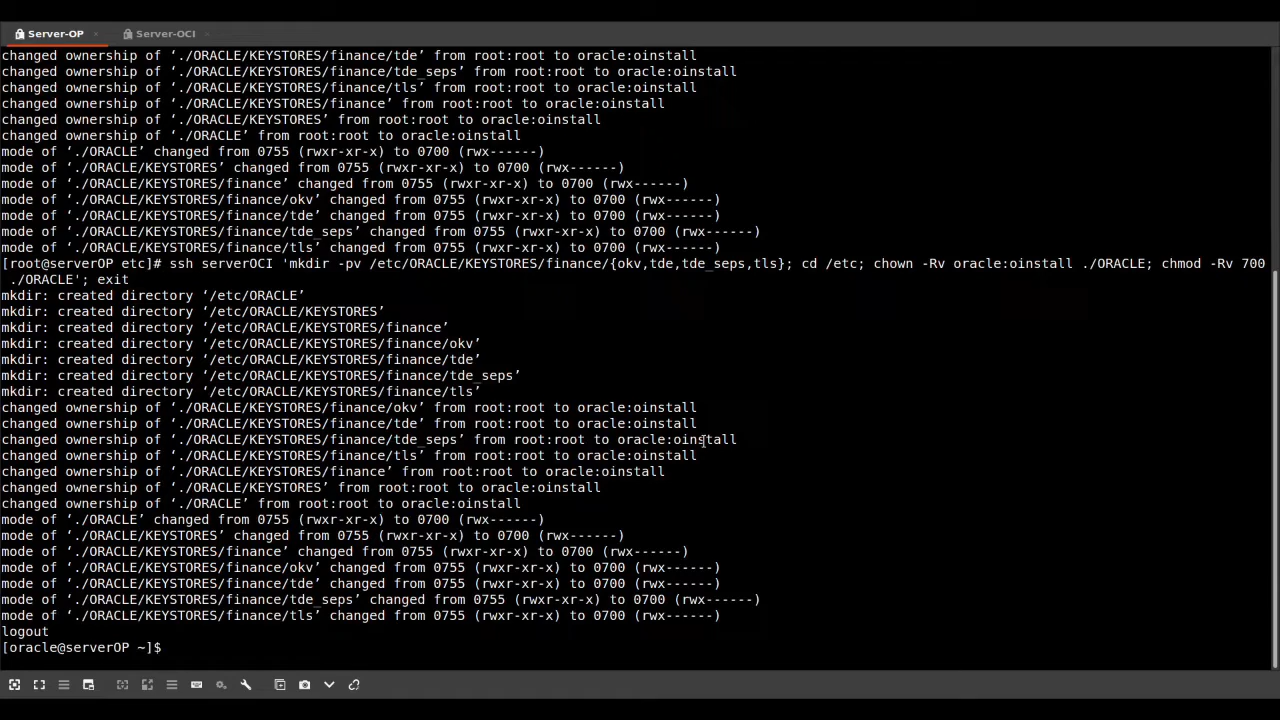 Server-OP × Server-OCI ×
changed ownership of ‘./ORACLE/KEYSTORES/finance/tde’ from root:root to oracle:oinstall
changed ownership of ‘./ORACLE/KEYSTORES/finance/tde_seps’ from root:root to oracle:oinstall
changed ownership of ‘./ORACLE/KEYSTORES/finance/tls’ from root:root to oracle:oinstall
changed ownership of ‘./ORACLE/KEYSTORES/finance’ from root:root to oracle:oinstall
changed ownership of ‘./ORACLE/KEYSTORES’ from root:root to oracle:oinstall
changed ownership of ‘./ORACLE’ from root:root to oracle:oinstall
mode of ‘./ORACLE’ changed from 0755 (rwxr-xr-x) to 0700 (rwx------)
mode of ‘./ORACLE/KEYSTORES’ changed from 0755 (rwxr-xr-x) to 0700 (rwx------)
mode of ‘./ORACLE/KEYSTORES/finance’ changed from 0755 (rwxr-xr-x) to 0700 (rwx------)
mode of ‘./ORACLE/KEYSTORES/finance/okv’ changed from 0755 (rwxr-xr-x) to 0700 (rwx------)
mode of ‘./ORACLE/KEYSTORES/finance/tde’ changed from 0755 (rwxr-xr-x) to 0700 (rwx------)
mode of ‘./ORACLE/KEYSTORES/finance/tde_seps’ changed from 0755 (rwxr-xr-x) to 0700 (rwx------)
mode of ‘./ORACLE/KEYSTORES/finance/tls’ changed from 0755 (rwxr-xr-x) to 0700 (rwx------)
[root@serverOP etc]# ssh serverOCI 'mkdir -pv /etc/ORACLE/KEYSTORES/finance/{okv,tde,tde_seps,tls}; cd /etc; chown -Rv oracle:oinstall ./ORACLE; chmod -Rv 700
./ORACLE'; exit
mkdir: created directory ‘/etc/ORACLE’
mkdir: created directory ‘/etc/ORACLE/KEYSTORES’
mkdir: created directory ‘/etc/ORACLE/KEYSTORES/finance’
mkdir: created directory ‘/etc/ORACLE/KEYSTORES/finance/okv’
mkdir: created directory ‘/etc/ORACLE/KEYSTORES/finance/tde’
mkdir: created directory ‘/etc/ORACLE/KEYSTORES/finance/tde_seps’
mkdir: created directory ‘/etc/ORACLE/KEYSTORES/finance/tls’
changed ownership of ‘./ORACLE/KEYSTORES/finance/okv’ from root:root to oracle:oinstall
changed ownership of ‘./ORACLE/KEYSTORES/finance/tde’ from root:root to oracle:oinstall
changed ownership of ‘./ORACLE/KEYSTORES/finance/tde_seps’ from root:root to oracle:oinstall
changed ownership of ‘./ORACLE/KEYSTORES/finance/tls’ from root:root to oracle:oinstall
changed ownership of ‘./ORACLE/KEYSTORES/finance’ from root:root to oracle:oinstall
changed ownership of ‘./ORACLE/KEYSTORES’ from root:root to oracle:oinstall
changed ownership of ‘./ORACLE’ from root:root to oracle:oinstall
mode of ‘./ORACLE’ changed from 0755 (rwxr-xr-x) to 0700 (rwx------)
mode of ‘./ORACLE/KEYSTORES’ changed from 0755 (rwxr-xr-x) to 0700 (rwx------)
mode of ‘./ORACLE/KEYSTORES/finance’ changed from 0755 (rwxr-xr-x) to 0700 (rwx------)
mode of ‘./ORACLE/KEYSTORES/finance/okv’ changed from 0755 (rwxr-xr-x) to 0700 (rwx------)
mode of ‘./ORACLE/KEYSTORES/finance/tde’ changed from 0755 (rwxr-xr-x) to 0700 (rwx------)
mode of ‘./ORACLE/KEYSTORES/finance/tde_seps’ changed from 0755 (rwxr-xr-x) to 0700 (rwx------)
mode of ‘./ORACLE/KEYSTORES/finance/tls’ changed from 0755 (rwxr-xr-x) to 0700 (rwx------)
logout
[oracle@serverOP ~]$